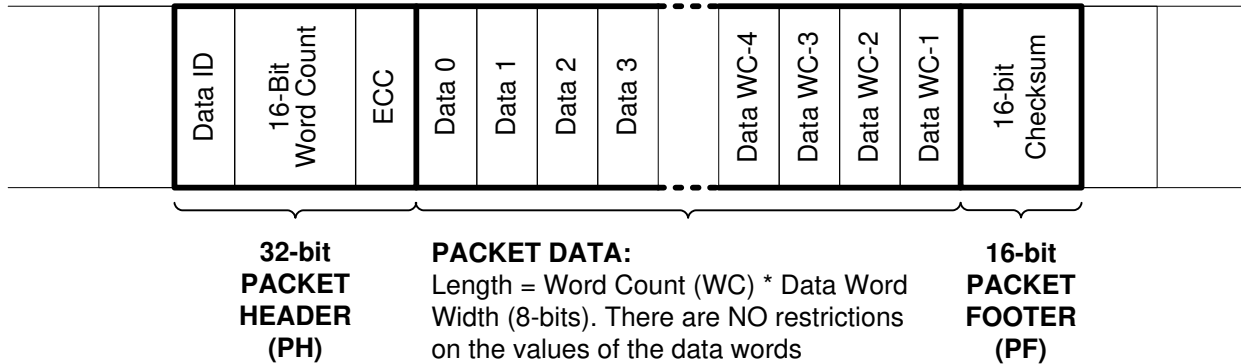 Data ID
16-Bit
Word Count
ECC
Data 0
Data 1
Data 2
Data 3
Data WC-4
Data WC-3
Data WC-2
Data WC-1
16-bit
Checksum
32-bit
PACKET
HEADER
(PH)
PACKET DATA:
Length = Word Count (WC) * Data Word
Width (8-bits). There are NO restrictions
on the values of the data words
16-bit
PACKET
FOOTER
(PF)